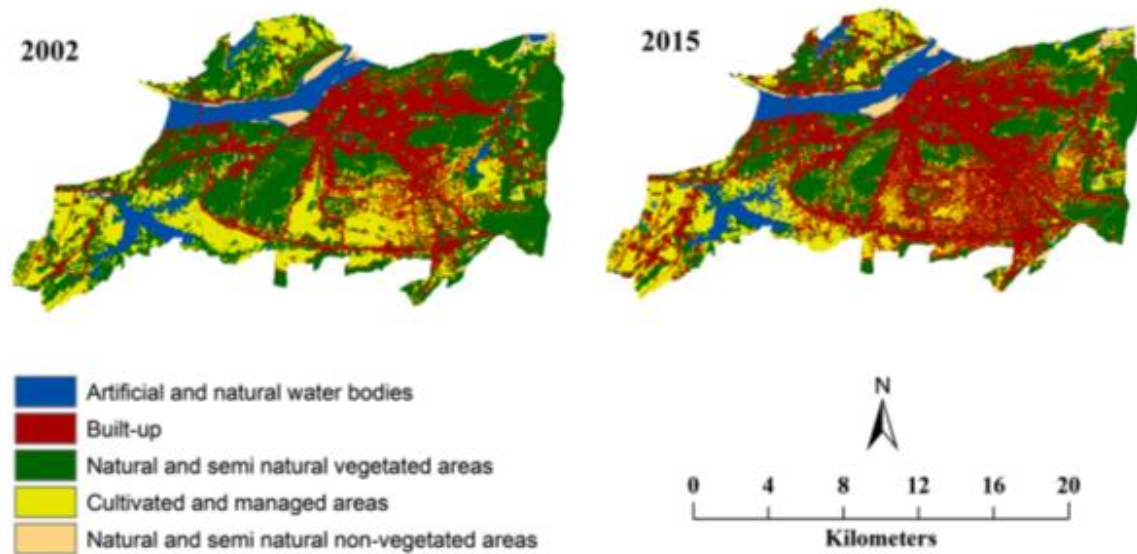 2002
2015
Artificial and natural water bodies
Built-up
Natural and semi natural vegetated areas
Cultivated and managed areas
Natural and semi natural non-vegetated areas
N
0 4 8 12 16 20
Kilometers